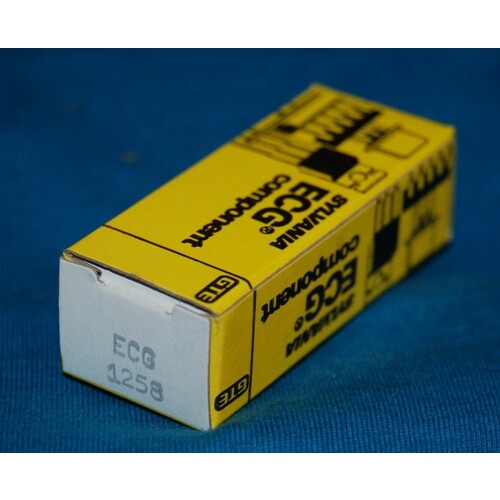 ECG
1258
SYLVANIA
ECG®
component
GTE
SYLVANIA
ECG®
component
GTE